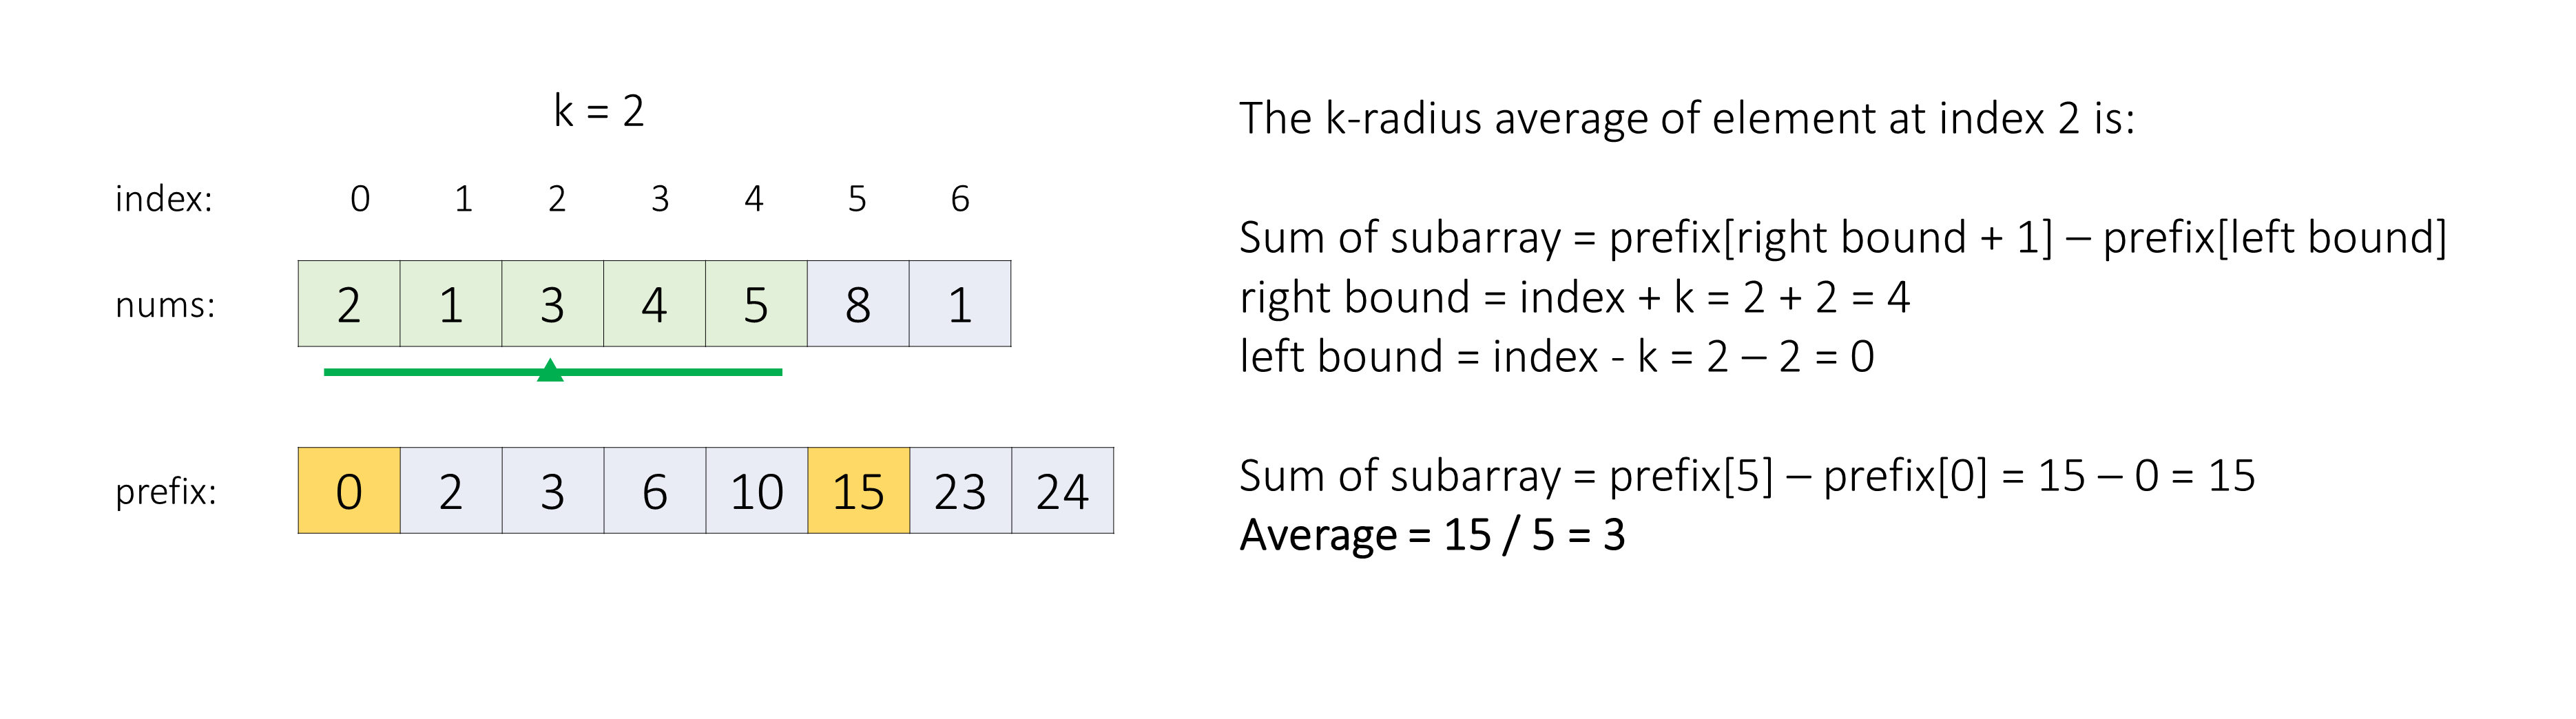 k = 2
index: 0 1 2 3 4 5 6
nums: 2 1 3 4 5 8 1
prefix: 0 2 3 6 10 15 23 24
The k-radius average of element at index 2 is:
Sum of subarray = prefix[right bound + 1] – prefix[left bound]
right bound = index + k = 2 + 2 = 4
left bound = index - k = 2 – 2 = 0
Sum of subarray = prefix[5] – prefix[0] = 15 – 0 = 15
Average = 15 / 5 = 3